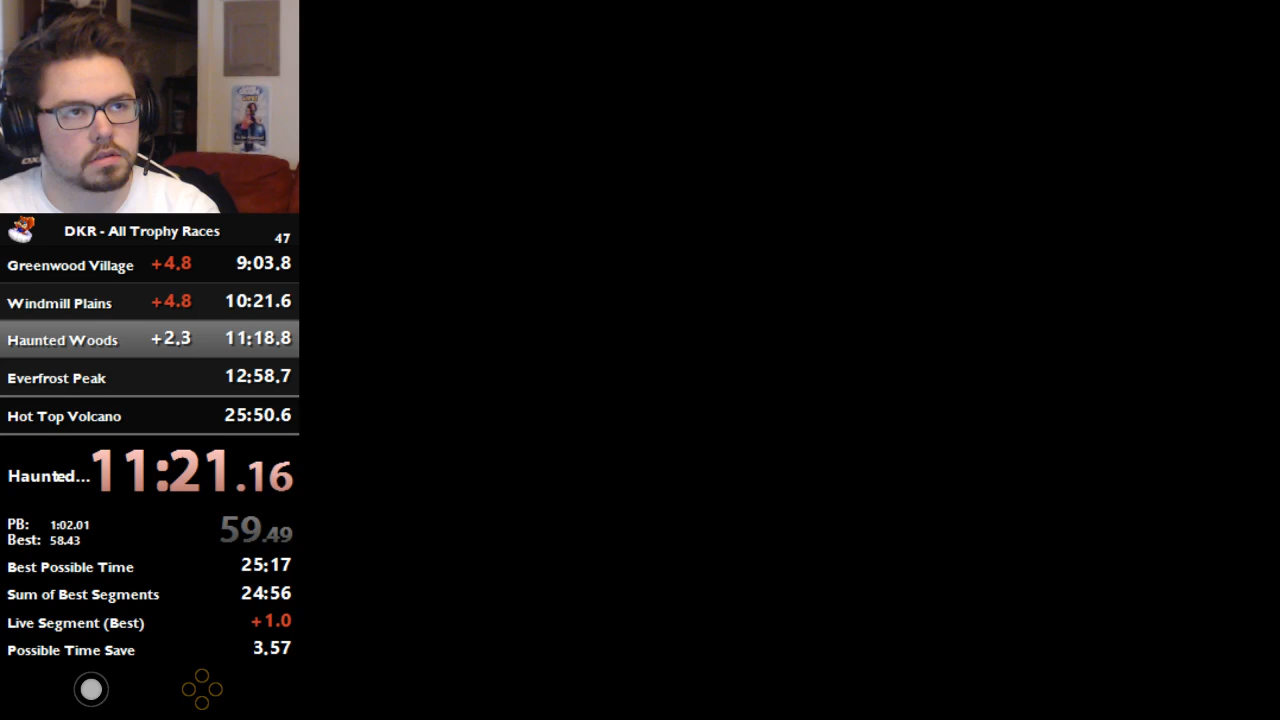 DKR - All Trophy Races
47
Greenwood Village +4.8 9:03.8
Windmill Plains +4.8 10:21.6
Haunted Woods +2.3 11:18.8
Everfrost Peak 12:58.7
Hot Top Volcano 25:50.6
Haunted... 11:21.16
PB: 1:02.01 59.49
Best: 58.43
Best Possible Time 25:17
Sum of Best Segments 24:56
Live Segment (Best) +1.0
Possible Time Save 3.57